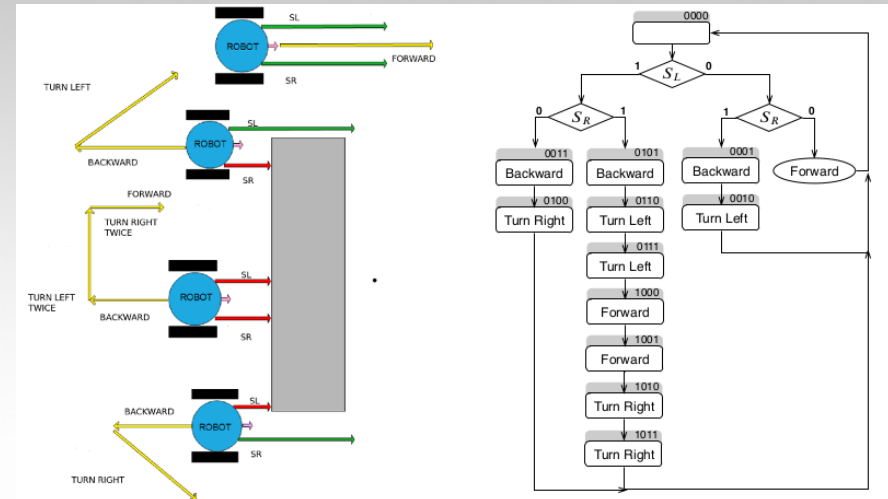 SL
ROBOT
FORWARD
SR
TURN LEFT
SL
ROBOT
BACKWARD
SR
FORWARD
TURN RIGHT
TWICE
SL
ROBOT
TURN LEFT
TWICE
BACKWARD
SR
BACKWARD
SL
ROBOT
SR
TURN RIGHT
0000
1 S_L 0
0 S_R 1
1 S_R 0
0011
Backward
0100
Turn Right
0101
Backward
0110
Turn Left
0111
Turn Left
1000
Forward
1001
Forward
1010
Turn Right
1011
Turn Right
0001
Backward
0010
Turn Left
Forward